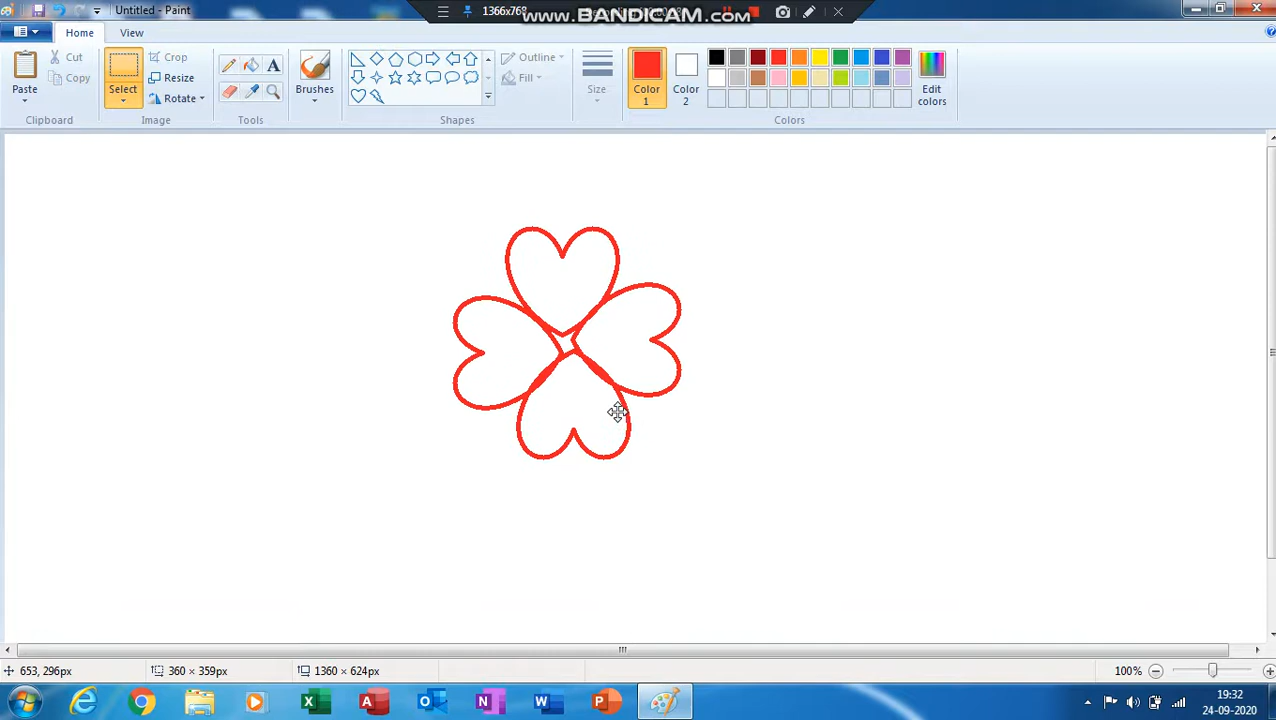 Untitled - Paint
1366x768
www.BANDICAM.com
Home
View
Paste
Cut
Copy
Clipboard
Select
Crop
Resize
Rotate
Image
A
Tools
Brushes
Outline
Fill
Shapes
Size
Color
1
Color
2
Edit
colors
Colors
653, 296px
360 × 359px
1360 × 624px
100%
19:32
24-09-2020